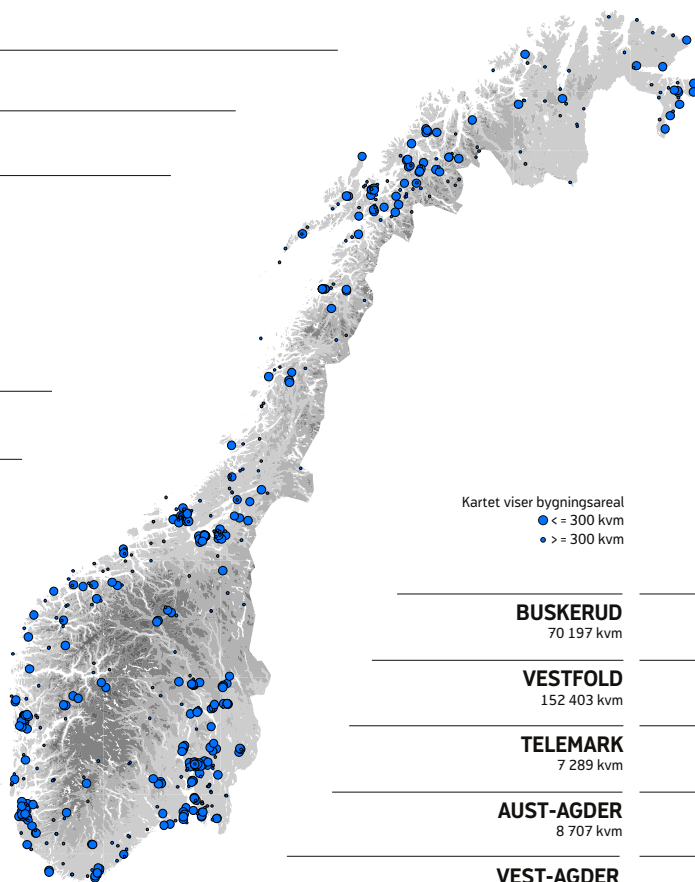 Kartet viser bygningsareal
< = 300 kvm
> = 300 kvm
BUSKERUD
70 197 kvm
VESTFOLD
152 403 kvm
TELEMARK
7 289 kvm
AUST-AGDER
8 707 kvm
VEST-AGDER